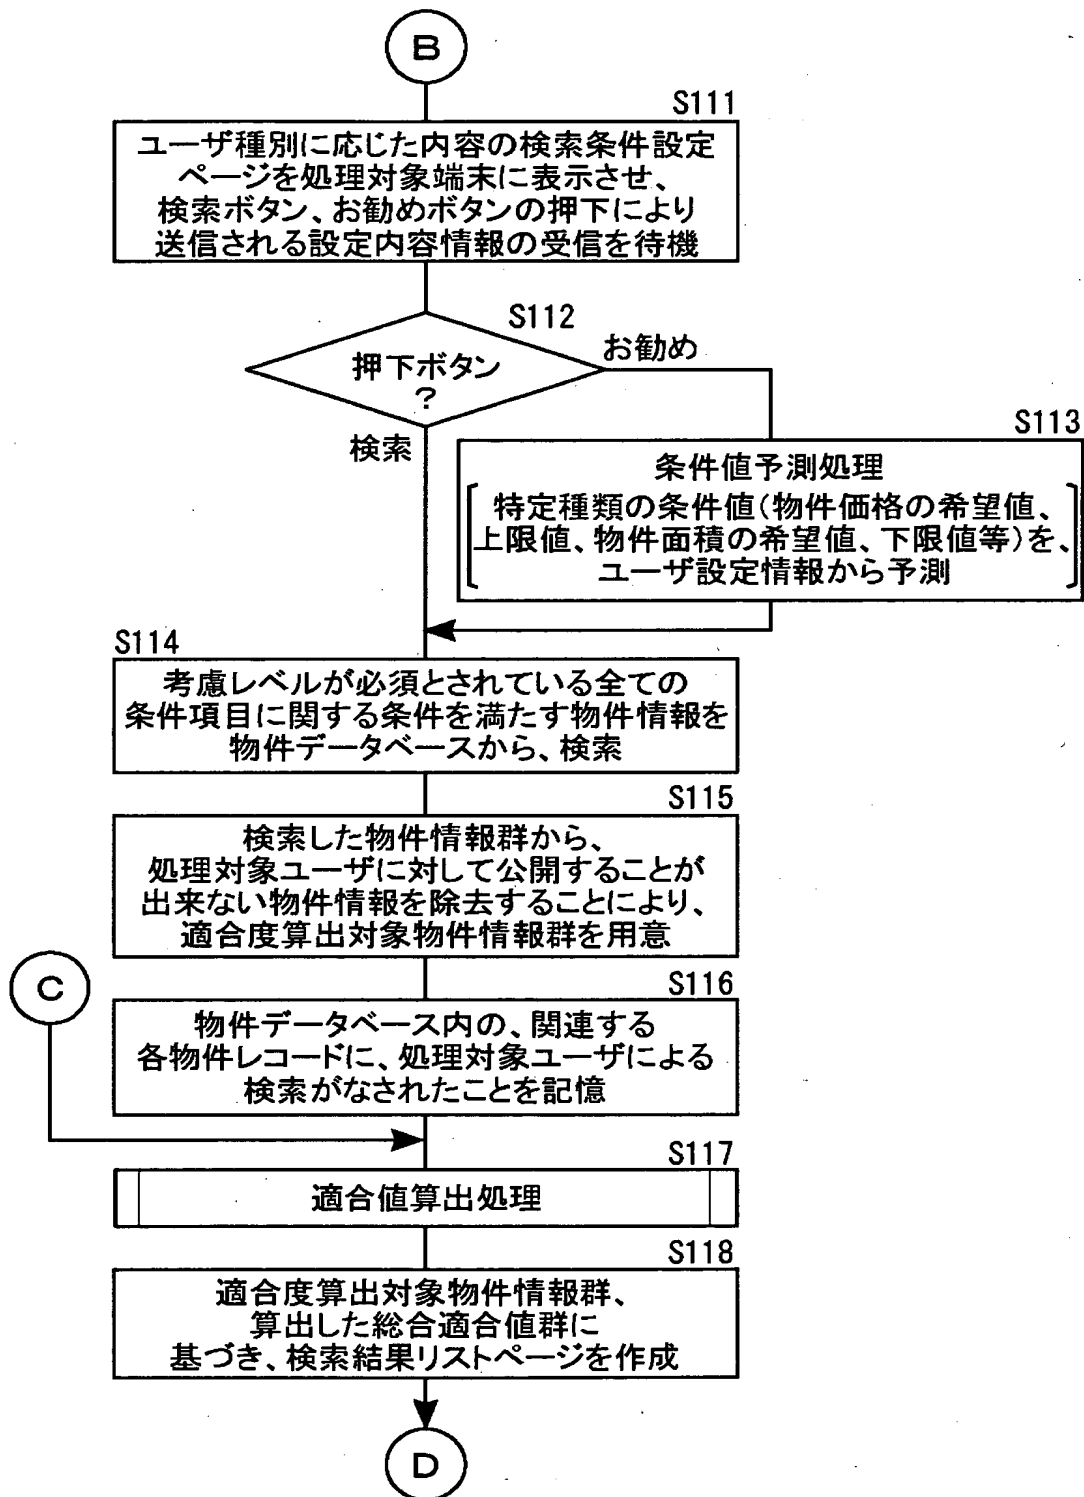 B
S111
ユーザ種別に応じた内容の検索条件設定
ページを処理対象端末に表示させ、
検索ボタン、お勧めボタンの押下により
送信される設定内容情報の受信を待機
S112
押下ボタン
?
お勧め
検索
S113
条件値予測処理
特定種類の条件値(物件価格の希望値、
上限値、物件面積の希望値、下限値等)を、
ユーザ設定情報から予測
S114
考慮レベルが必須とされている全ての
条件項目に関する条件を満たす物件情報を
物件データベースから、検索
S115
検索した物件情報群から、
処理対象ユーザに対して公開することが
出来ない物件情報を除去することにより、
適合度算出対象物件情報群を用意
C
S116
物件データベース内の、関連する
各物件レコードに、処理対象ユーザによる
検索がなされたことを記憶
S117
適合値算出処理
S118
適合度算出対象物件情報群、
算出した総合適合値群に
基づき、検索結果リストページを作成
D